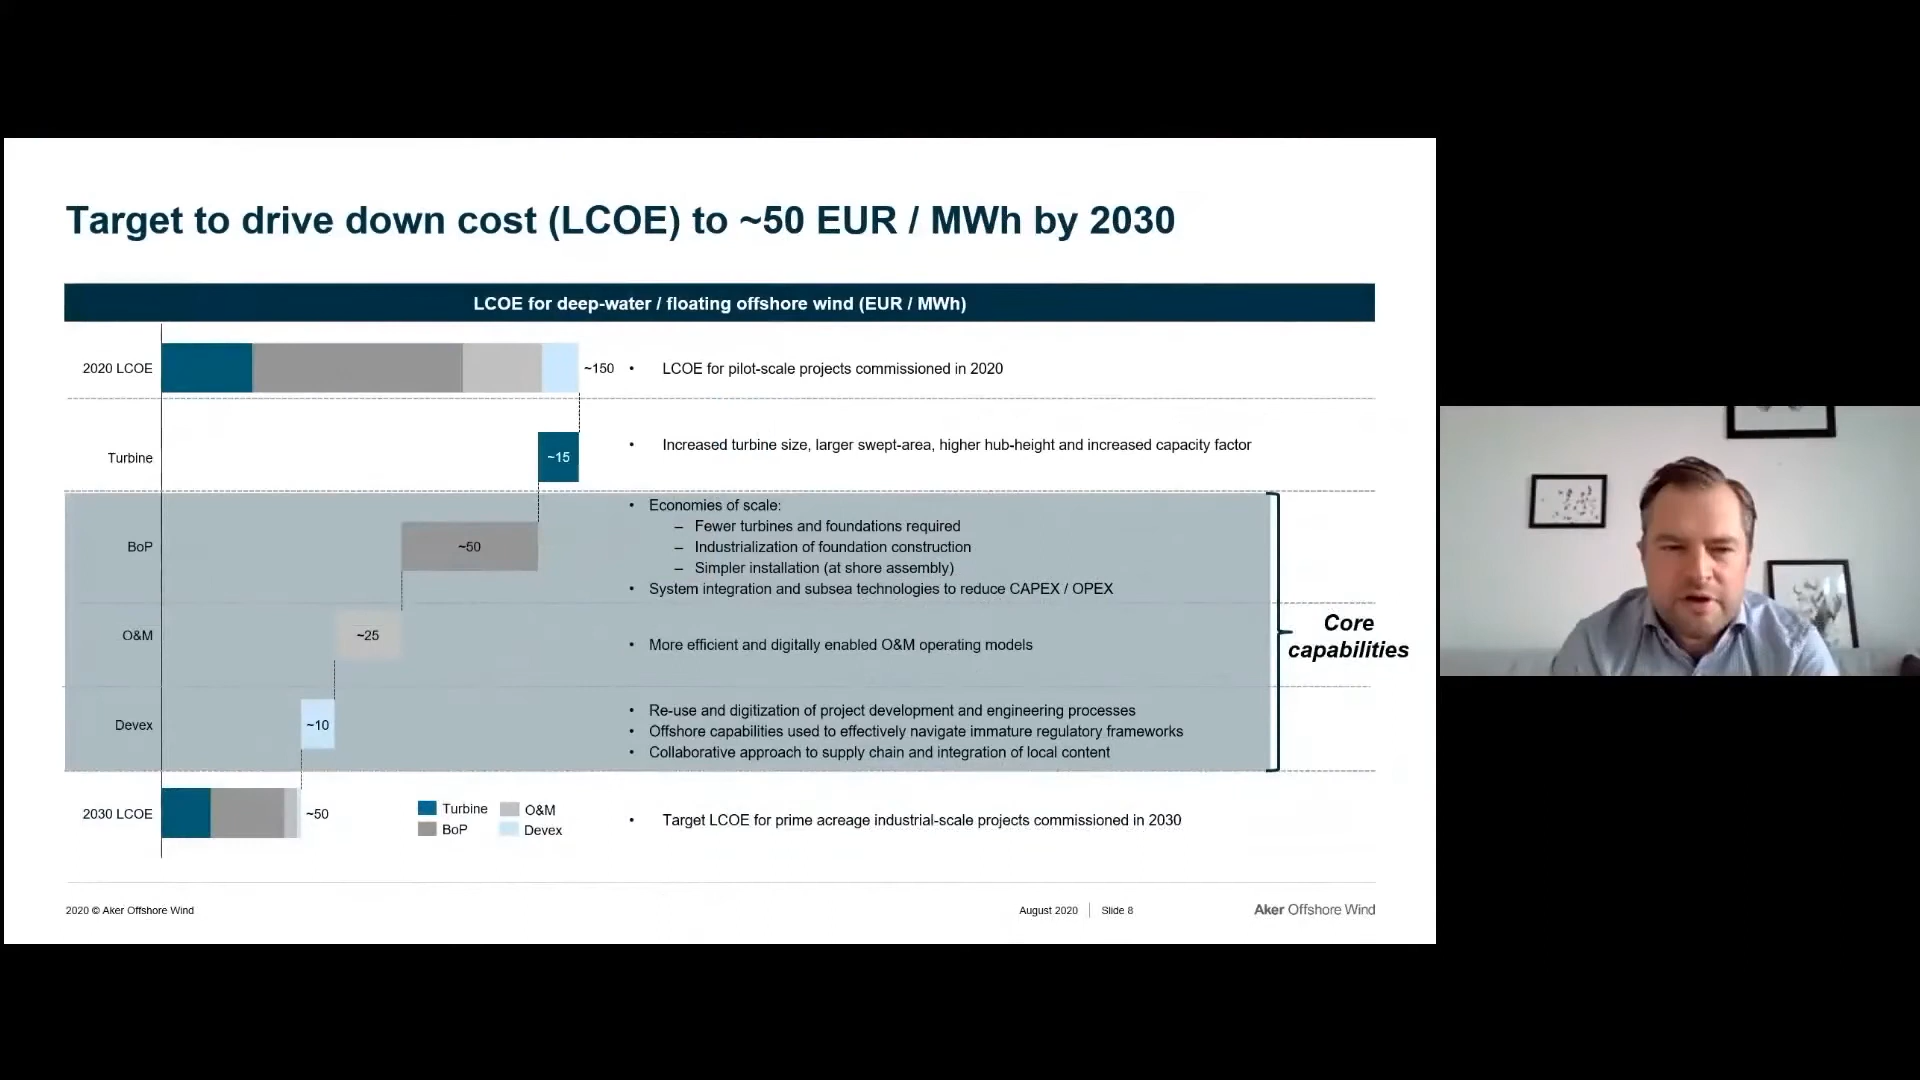 Target to drive down cost (LCOE) to ~50 EUR / MWh by 2030
LCOE for deep-water / floating offshore wind (EUR / MWh)
2020 LCOE
~150
• LCOE for pilot-scale projects commissioned in 2020
Turbine
~15
• Increased turbine size, larger swept-area, higher hub-height and increased capacity factor
BoP
~50
• Economies of scale:
– Fewer turbines and foundations required
– Industrialization of foundation construction
– Simpler installation (at shore assembly)
• System integration and subsea technologies to reduce CAPEX / OPEX
O&M
~25
• More efficient and digitally enabled O&M operating models
Core
capabilities
Devex
~10
• Re-use and digitization of project development and engineering processes
• Offshore capabilities used to effectively navigate immature regulatory frameworks
• Collaborative approach to supply chain and integration of local content
2030 LCOE
~50
Turbine
O&M
BoP
Devex
• Target LCOE for prime acreage industrial-scale projects commissioned in 2030
2020 © Aker Offshore Wind
August 2020
Slide 8
Aker Offshore Wind